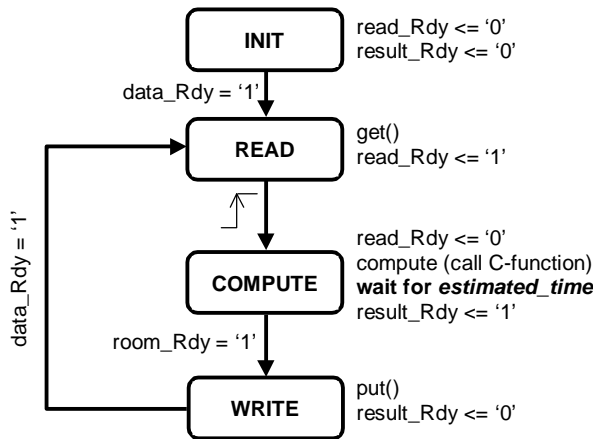 INIT
read_Rdy <= ‘0’
result_Rdy <= ‘0’
data_Rdy = ‘1’
READ
get()
read_Rdy <= ‘1’
data_Rdy = ‘1’
COMPUTE
read_Rdy <= ‘0’
compute (call C-function)
wait for estimated_time
result_Rdy <= ‘1’
room_Rdy = ‘1’
WRITE
put()
result_Rdy <= ‘0’